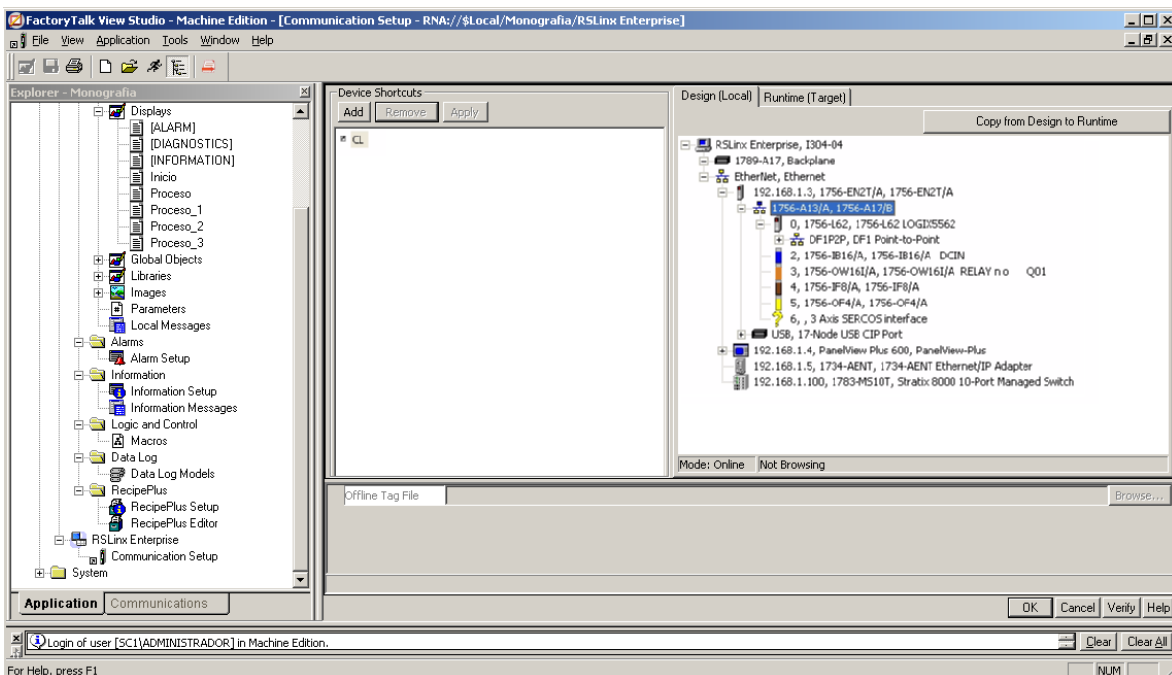 FactoryTalk View Studio - Machine Edition - [Communication Setup - RNA://$Local/Monografia/RSLinx Enterprise]
File View Application Tools Window Help
Explorer - Monografia
Displays
[ALARM]
[DIAGNOSTICS]
[INFORMATION]
Inicio
Proceso
Proceso_1
Proceso_2
Proceso_3
Global Objects
Libraries
Images
Parameters
Local Messages
Alarms
Alarm Setup
Information
Information Setup
Information Messages
Logic and Control
Macros
Data Log
Data Log Models
RecipePlus
RecipePlus Setup
RecipePlus Editor
RSLinx Enterprise
Communication Setup
System
Application Communications
Device Shortcuts
Add Remove Apply
CL
Design (Local) Runtime (Target)
Copy from Design to Runtime
RSLinx Enterprise, I304-04
1789-A17, Backplane
EtherNet, Ethernet
192.168.1.3, 1756-EN2T/A, 1756-EN2T/A
1756-A13/A, 1756-A17/B
0, 1756-L62, 1756-L62 LOGIX5562
DF1P2P, DF1 Point-to-Point
2, 1756-IB16/A, 1756-IB16/A DCIN
3, 1756-OW16I/A, 1756-OW16I/A RELAY n o Q01
4, 1756-IF8/A, 1756-IF8/A
5, 1756-OF4/A, 1756-OF4/A
6, , 3 Axis SERCOS interface
USB, 17-Node USB CIP Port
192.168.1.4, PanelView Plus 600, PanelView-Plus
192.168.1.5, 1734-AENT, 1734-AENT Ethernet/IP Adapter
192.168.1.100, 1783-MS10T, Stratix 8000 10-Port Managed Switch
Mode: Online Not Browsing
Offline Tag File Browse...
OK Cancel Verify Help
Login of user [SC1\ADMINISTRADOR] in Machine Edition.
Clear Clear All
For Help, press F1 NUM